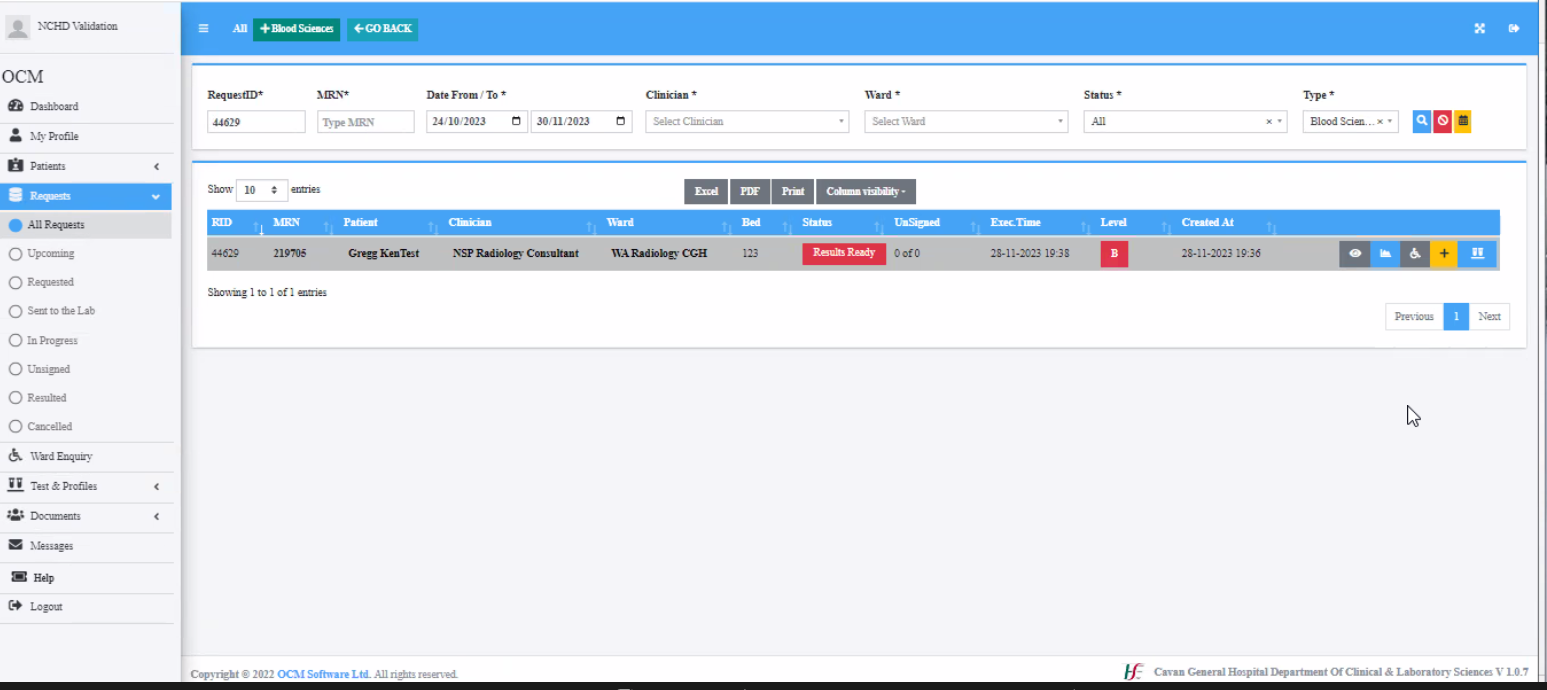 NCHD Validation
All
+ Blood Sciences
GO BACK
OCM
Dashboard
My Profile
Patients
Requests
All Requests
Upcoming
Requested
Sent to the Lab
In Progress
Unsigned
Resulted
Cancelled
Ward Enquiry
Test & Profiles
Documents
Messages
Help
Logout
RequestID* MRN* Date From / To * Clinician * Ward * Status * Type *
44629 Type MRN 24/10/2023 30/11/2023 Select Clinician Select Ward All × Blood Scien... ×
Show 10 entries
Excel PDF Print Column visibility
RID MRN Patient Clinician Ward Bed Status UnSigned Exec.Time Level Created At
44629 219705 Gregg KenTest NSP Radiology Consultant WA Radiology CGH 123 Results Ready 0 of 0 28-11-2023 19:38 B 28-11-2023 19:36
Showing 1 to 1 of 1 entries
Previous 1 Next
Copyright © 2022 OCM Software Ltd. All rights reserved.
Cavan General Hospital Department Of Clinical & Laboratory Sciences V 1.0.7